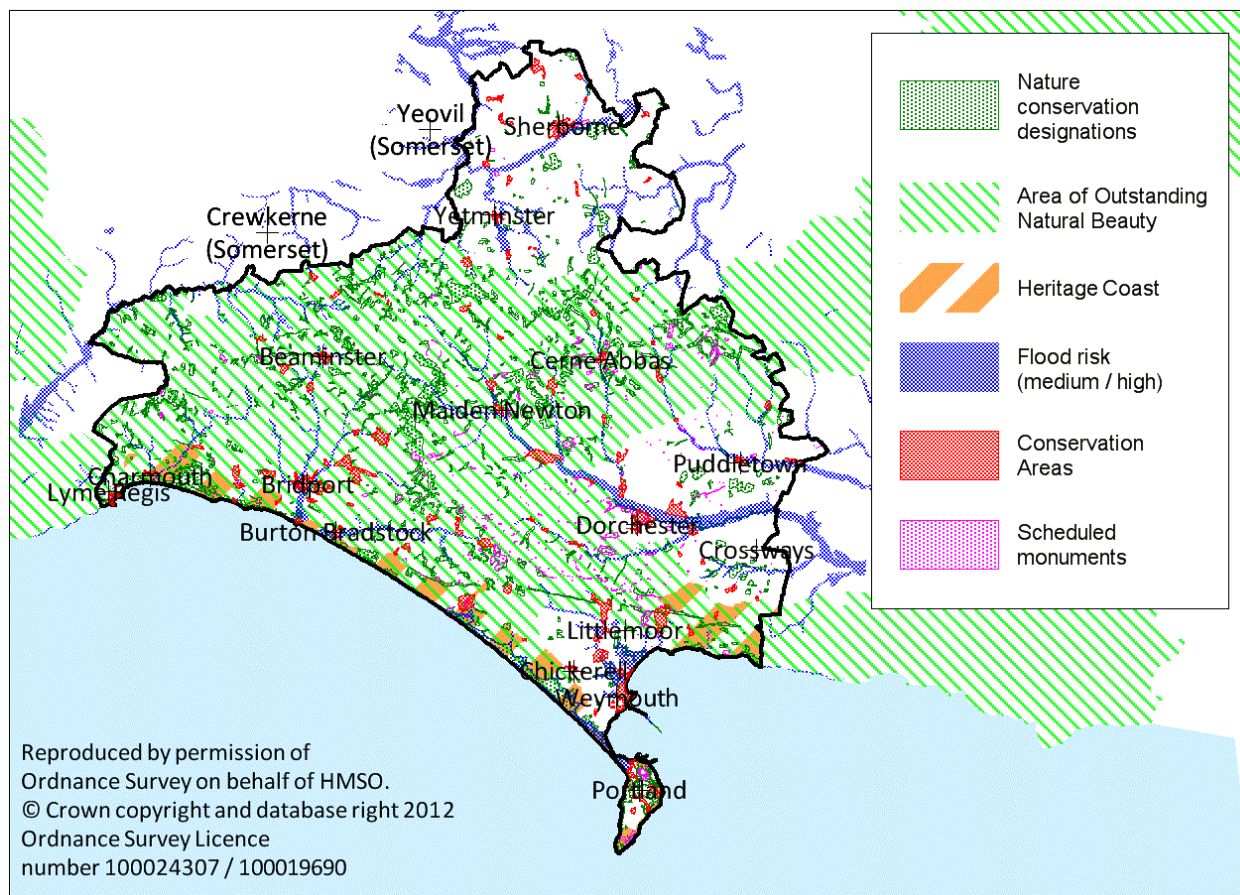 Yeovil
(Somerset)
Sherborne
Crewkerne
(Somerset)
Yetminster
Beaminster
Cerne Abbas
Maiden Newton
Puddletown
Charmouth
Lyme Regis
Bridport
Burton Bradstock
Dorchester
Crossways
Littlemoor
Chickerell
Weymouth
Portland
Nature
conservation
designations
Area of Outstanding
Natural Beauty
Heritage Coast
Flood risk
(medium / high)
Conservation
Areas
Scheduled
monuments
Reproduced by permission of
Ordnance Survey on behalf of HMSO.
© Crown copyright and database right 2012
Ordnance Survey Licence
number 100024307 / 100019690